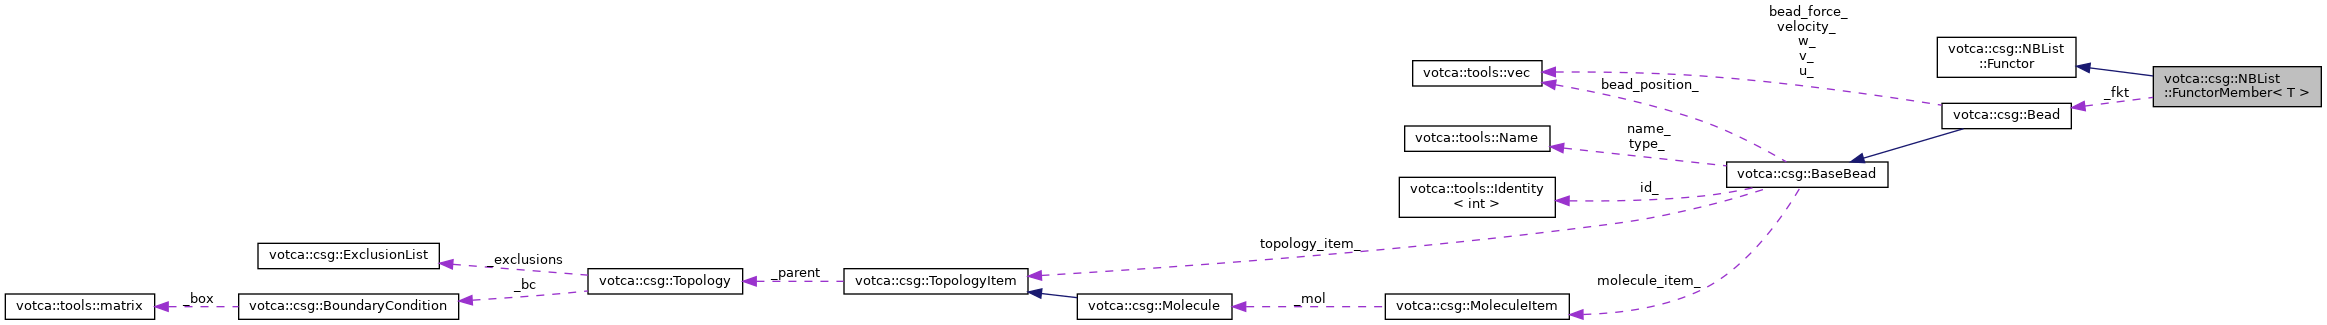 bead_force_
velocity_
w_
v_
u_
votca::csg::NBList
::Functor
votca::tools::vec
votca::csg::NBList
::FunctorMember< T >
bead_position_
_fkt
votca::csg::Bead
name_
type_
votca::tools::Name
votca::csg::BaseBead
votca::tools::Identity
< int >
id_
topology_item_
votca::csg::ExclusionList
_exclusions
_parent
votca::csg::Topology
votca::csg::TopologyItem
molecule_item_
_bc
votca::tools::matrix
_box
votca::csg::BoundaryCondition
votca::csg::Molecule
_mol
votca::csg::MoleculeItem